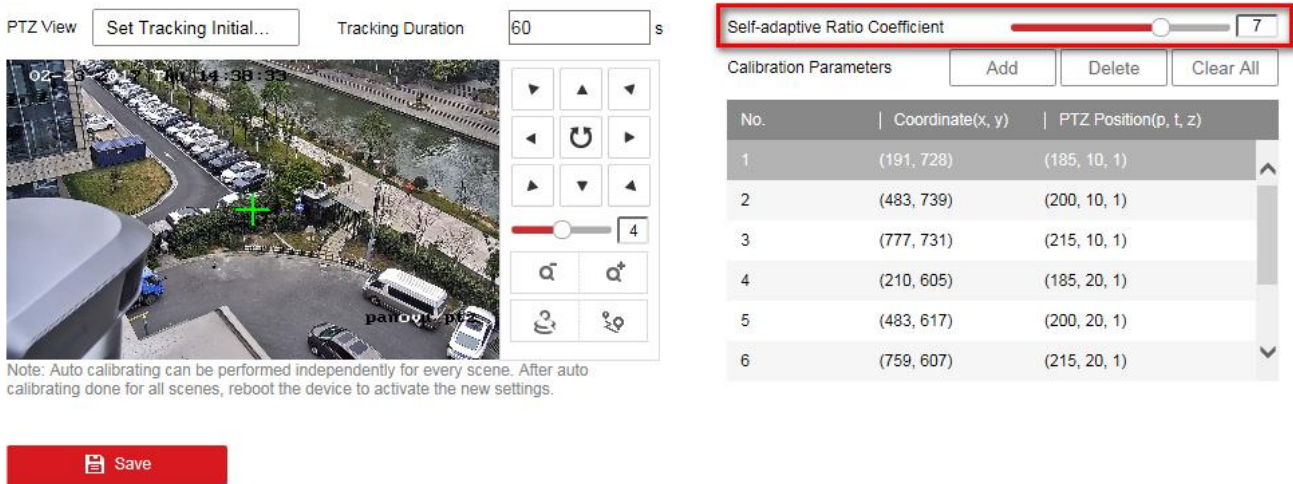 PTZ View Set Tracking Initial... Tracking Duration 60 s
02-23-2017 Thu 14:38:33
4
panovu ptz
Note: Auto calibrating can be performed independently for every scene. After auto
calibrating done for all scenes, reboot the device to activate the new settings.
Save
Self-adaptive Ratio Coefficient 7
Calibration Parameters Add Delete Clear All
No. | Coordinate(x, y) | PTZ Position(p, t, z)
1 (191, 728) (185, 10, 1)
2 (483, 739) (200, 10, 1)
3 (777, 731) (215, 10, 1)
4 (210, 605) (185, 20, 1)
5 (483, 617) (200, 20, 1)
6 (759, 607) (215, 20, 1)